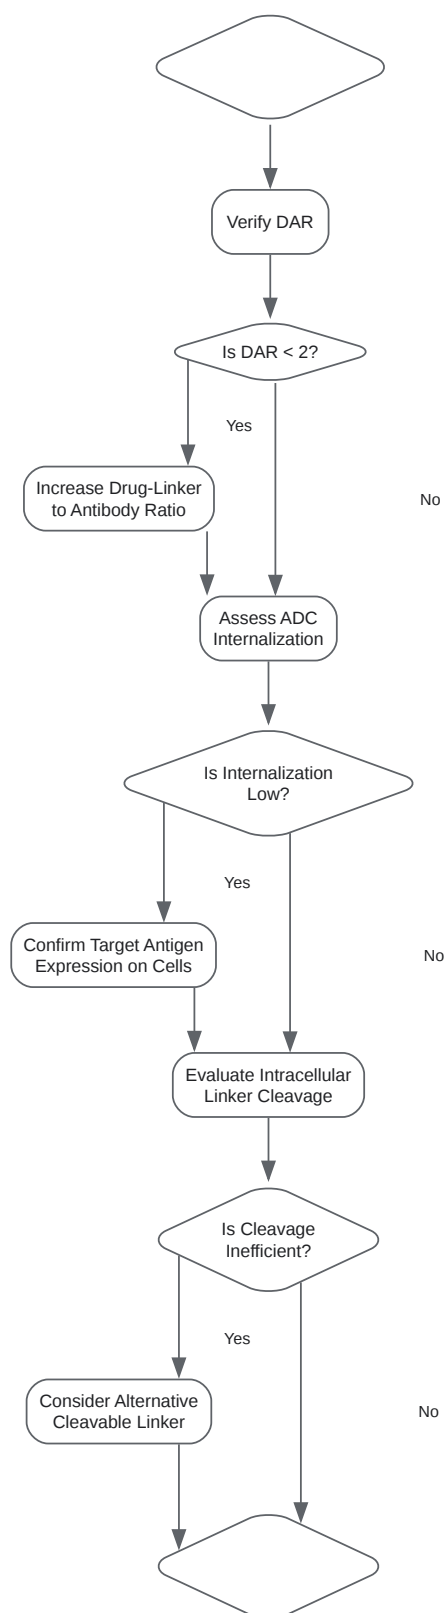 Verify DAR
Is DAR < 2?
Yes
Increase Drug-Linker
to Antibody Ratio
No
Assess ADC
Internalization
Is Internalization
Low?
Yes
Confirm Target Antigen
Expression on Cells
No
Evaluate Intracellular
Linker Cleavage
Is Cleavage
Inefficient?
Yes
Consider Alternative
Cleavable Linker
No